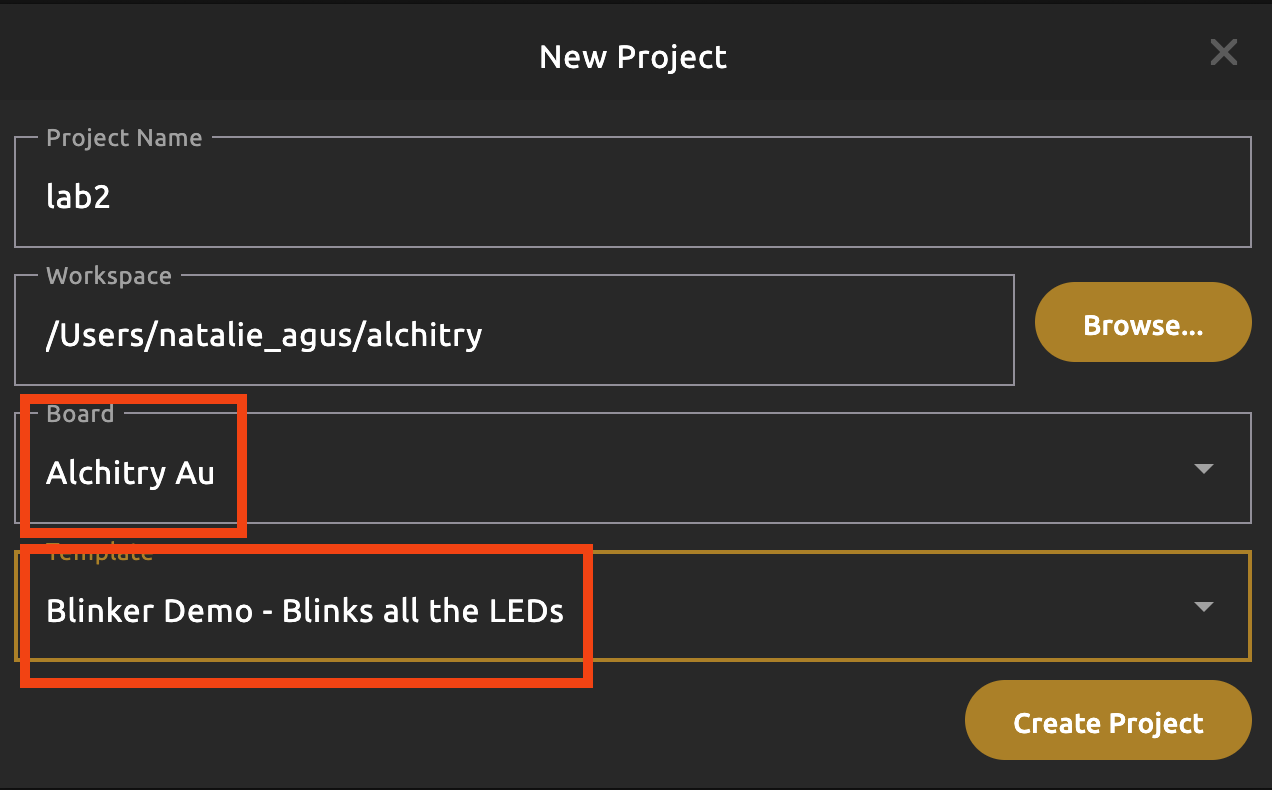 New Project
Project Name
lab2
Workspace
/Users/natalie_agus/alchitry
Browse...
Board
Alchitry Au
Template
Blinker Demo - Blinks all the LEDs
Create Project